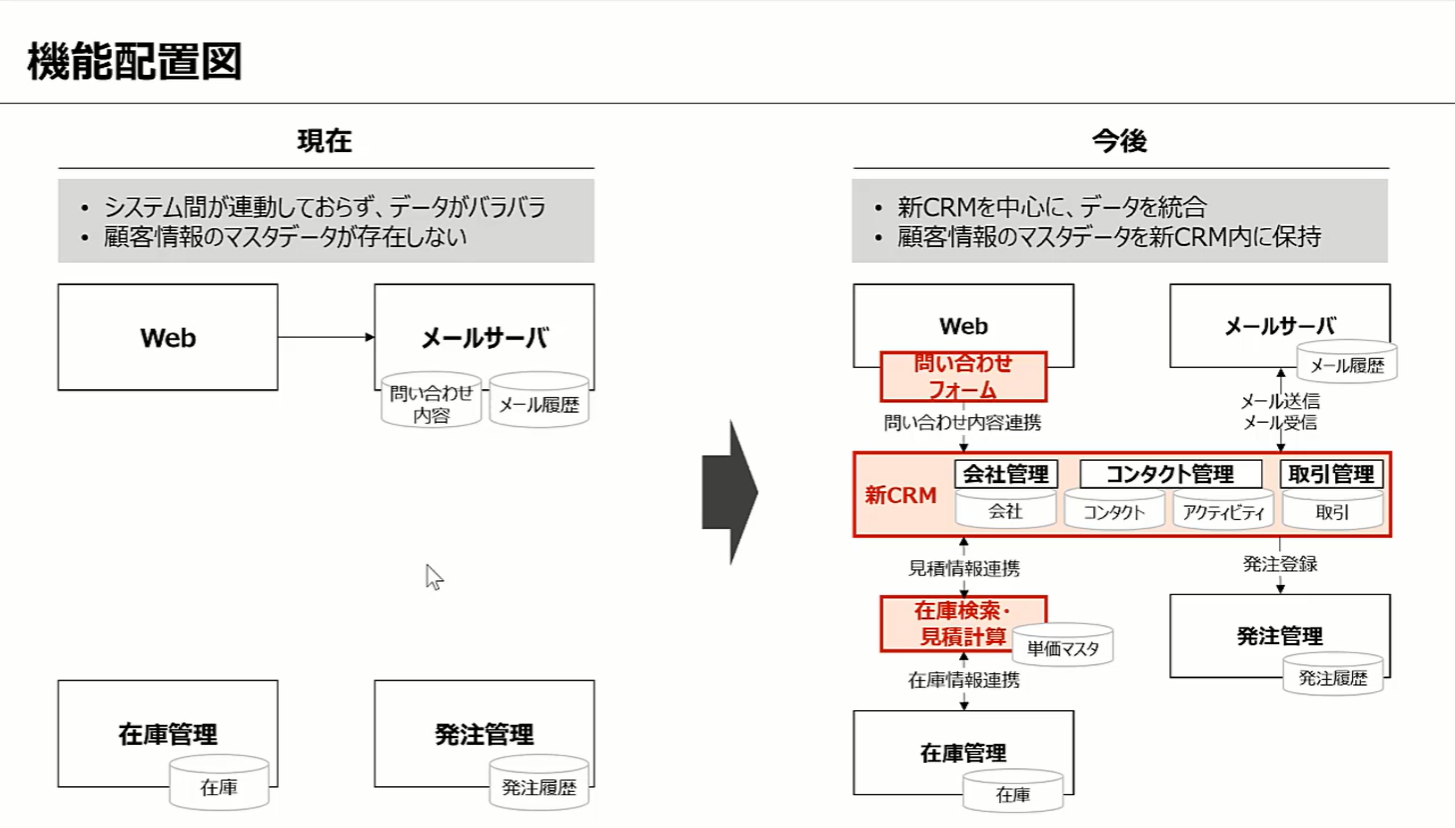 機能配置図
現在
• システム間が連動しておらず、データがバラバラ
• 顧客情報のマスタデータが存在しない
Web
メールサーバ
問い合わせ
内容
メール履歴
在庫管理
在庫
発注管理
発注履歴
今後
• 新CRMを中心に、データを統合
• 顧客情報のマスタデータを新CRM内に保持
Web
問い合わせ
フォーム
メールサーバ
メール履歴
問い合わせ内容連携
メール送信
メール受信
新CRM
会社管理
会社
コンタクト管理
コンタクト
アクティビティ
取引管理
取引
見積情報連携
発注登録
在庫検索・
見積計算
単価マスタ
発注管理
発注履歴
在庫情報連携
在庫管理
在庫